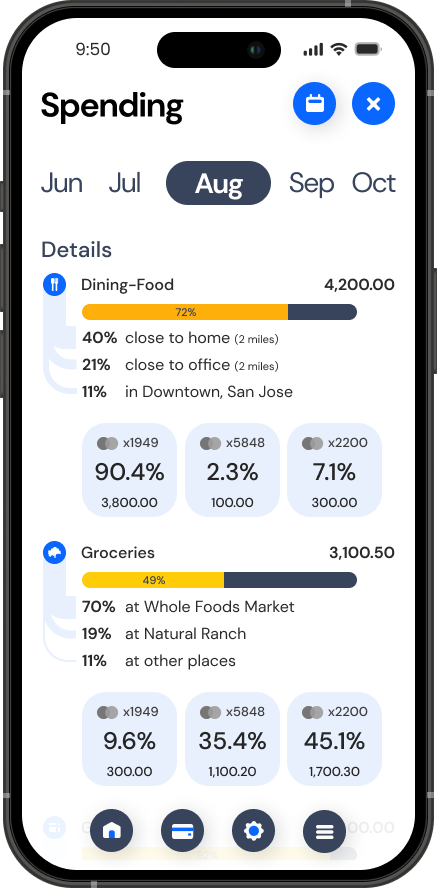 9:50
Spending
Jun Jul Aug Sep Oct
Details
Dining-Food 4,200.00
72%
40% close to home (2 miles)
21% close to office (2 miles)
11% in Downtown, San Jose
x1949 x5848 x2200
90.4% 2.3% 7.1%
3,800.00 100.00 300.00
Groceries 3,100.50
49%
70% at Whole Foods Market
19% at Natural Ranch
11% at other places
x1949 x5848 x2200
9.6% 35.4% 45.1%
300.00 1,100.20 1,700.30